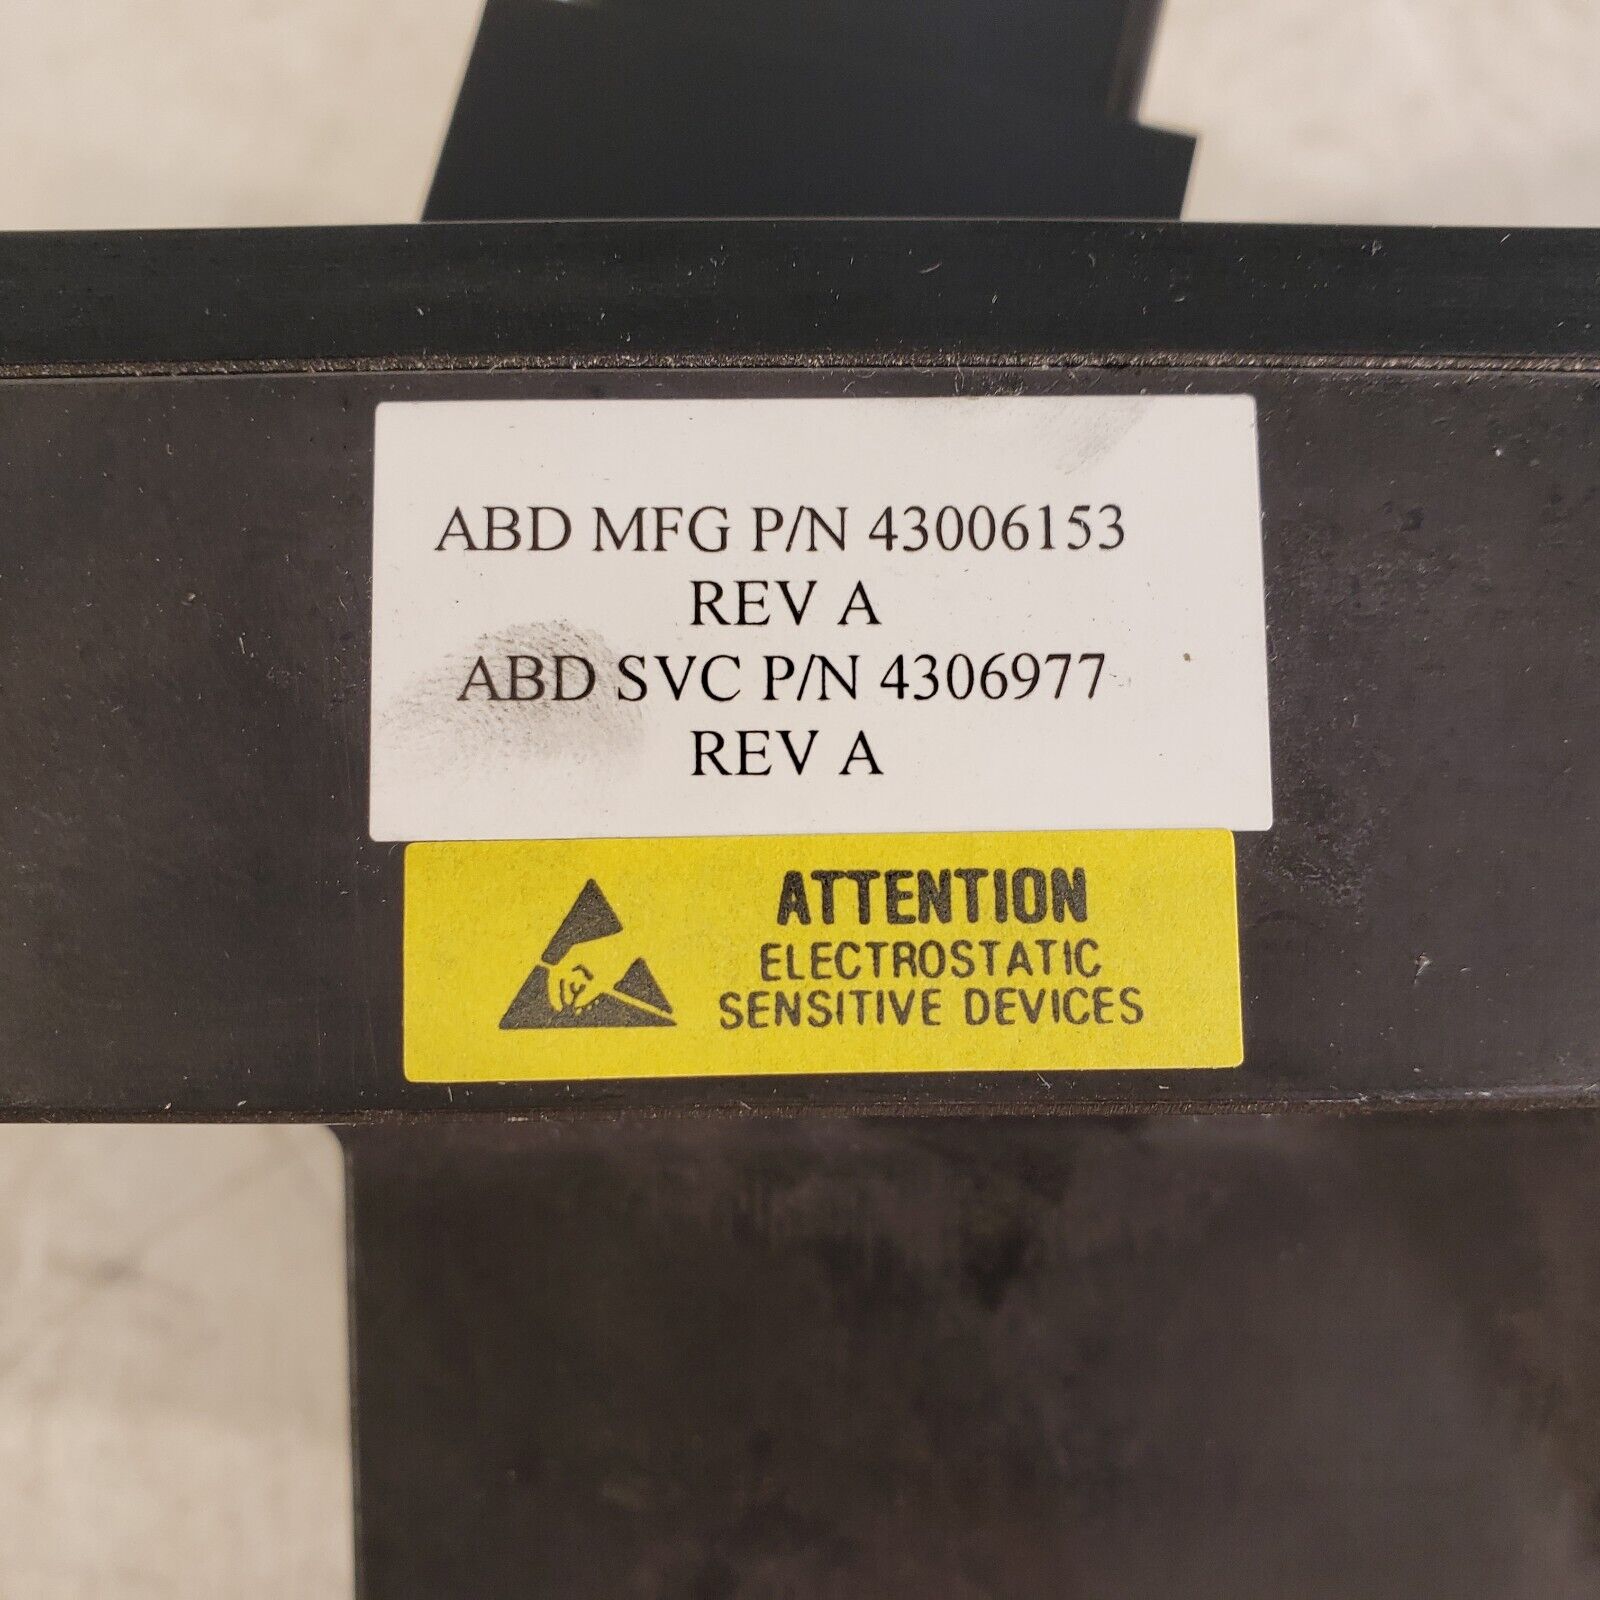 ABD MFG P/N 43006153
REV A
ABD SVC P/N 4306977
REV A
ATTENTION
ELECTROSTATIC
SENSITIVE DEVICES